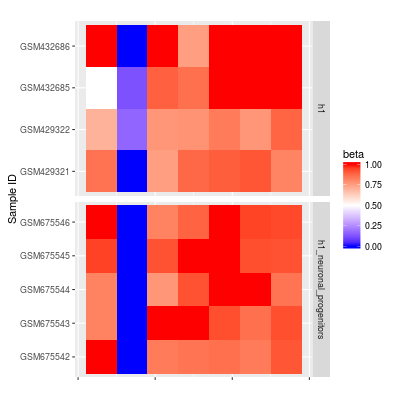 Sample ID
GSM432686
GSM432685
GSM429322
GSM429321
h1
GSM675546
GSM675545
GSM675544
GSM675543
GSM675542
h1_neuronal_progenitors
beta
1.00
0.75
0.50
0.25
0.00